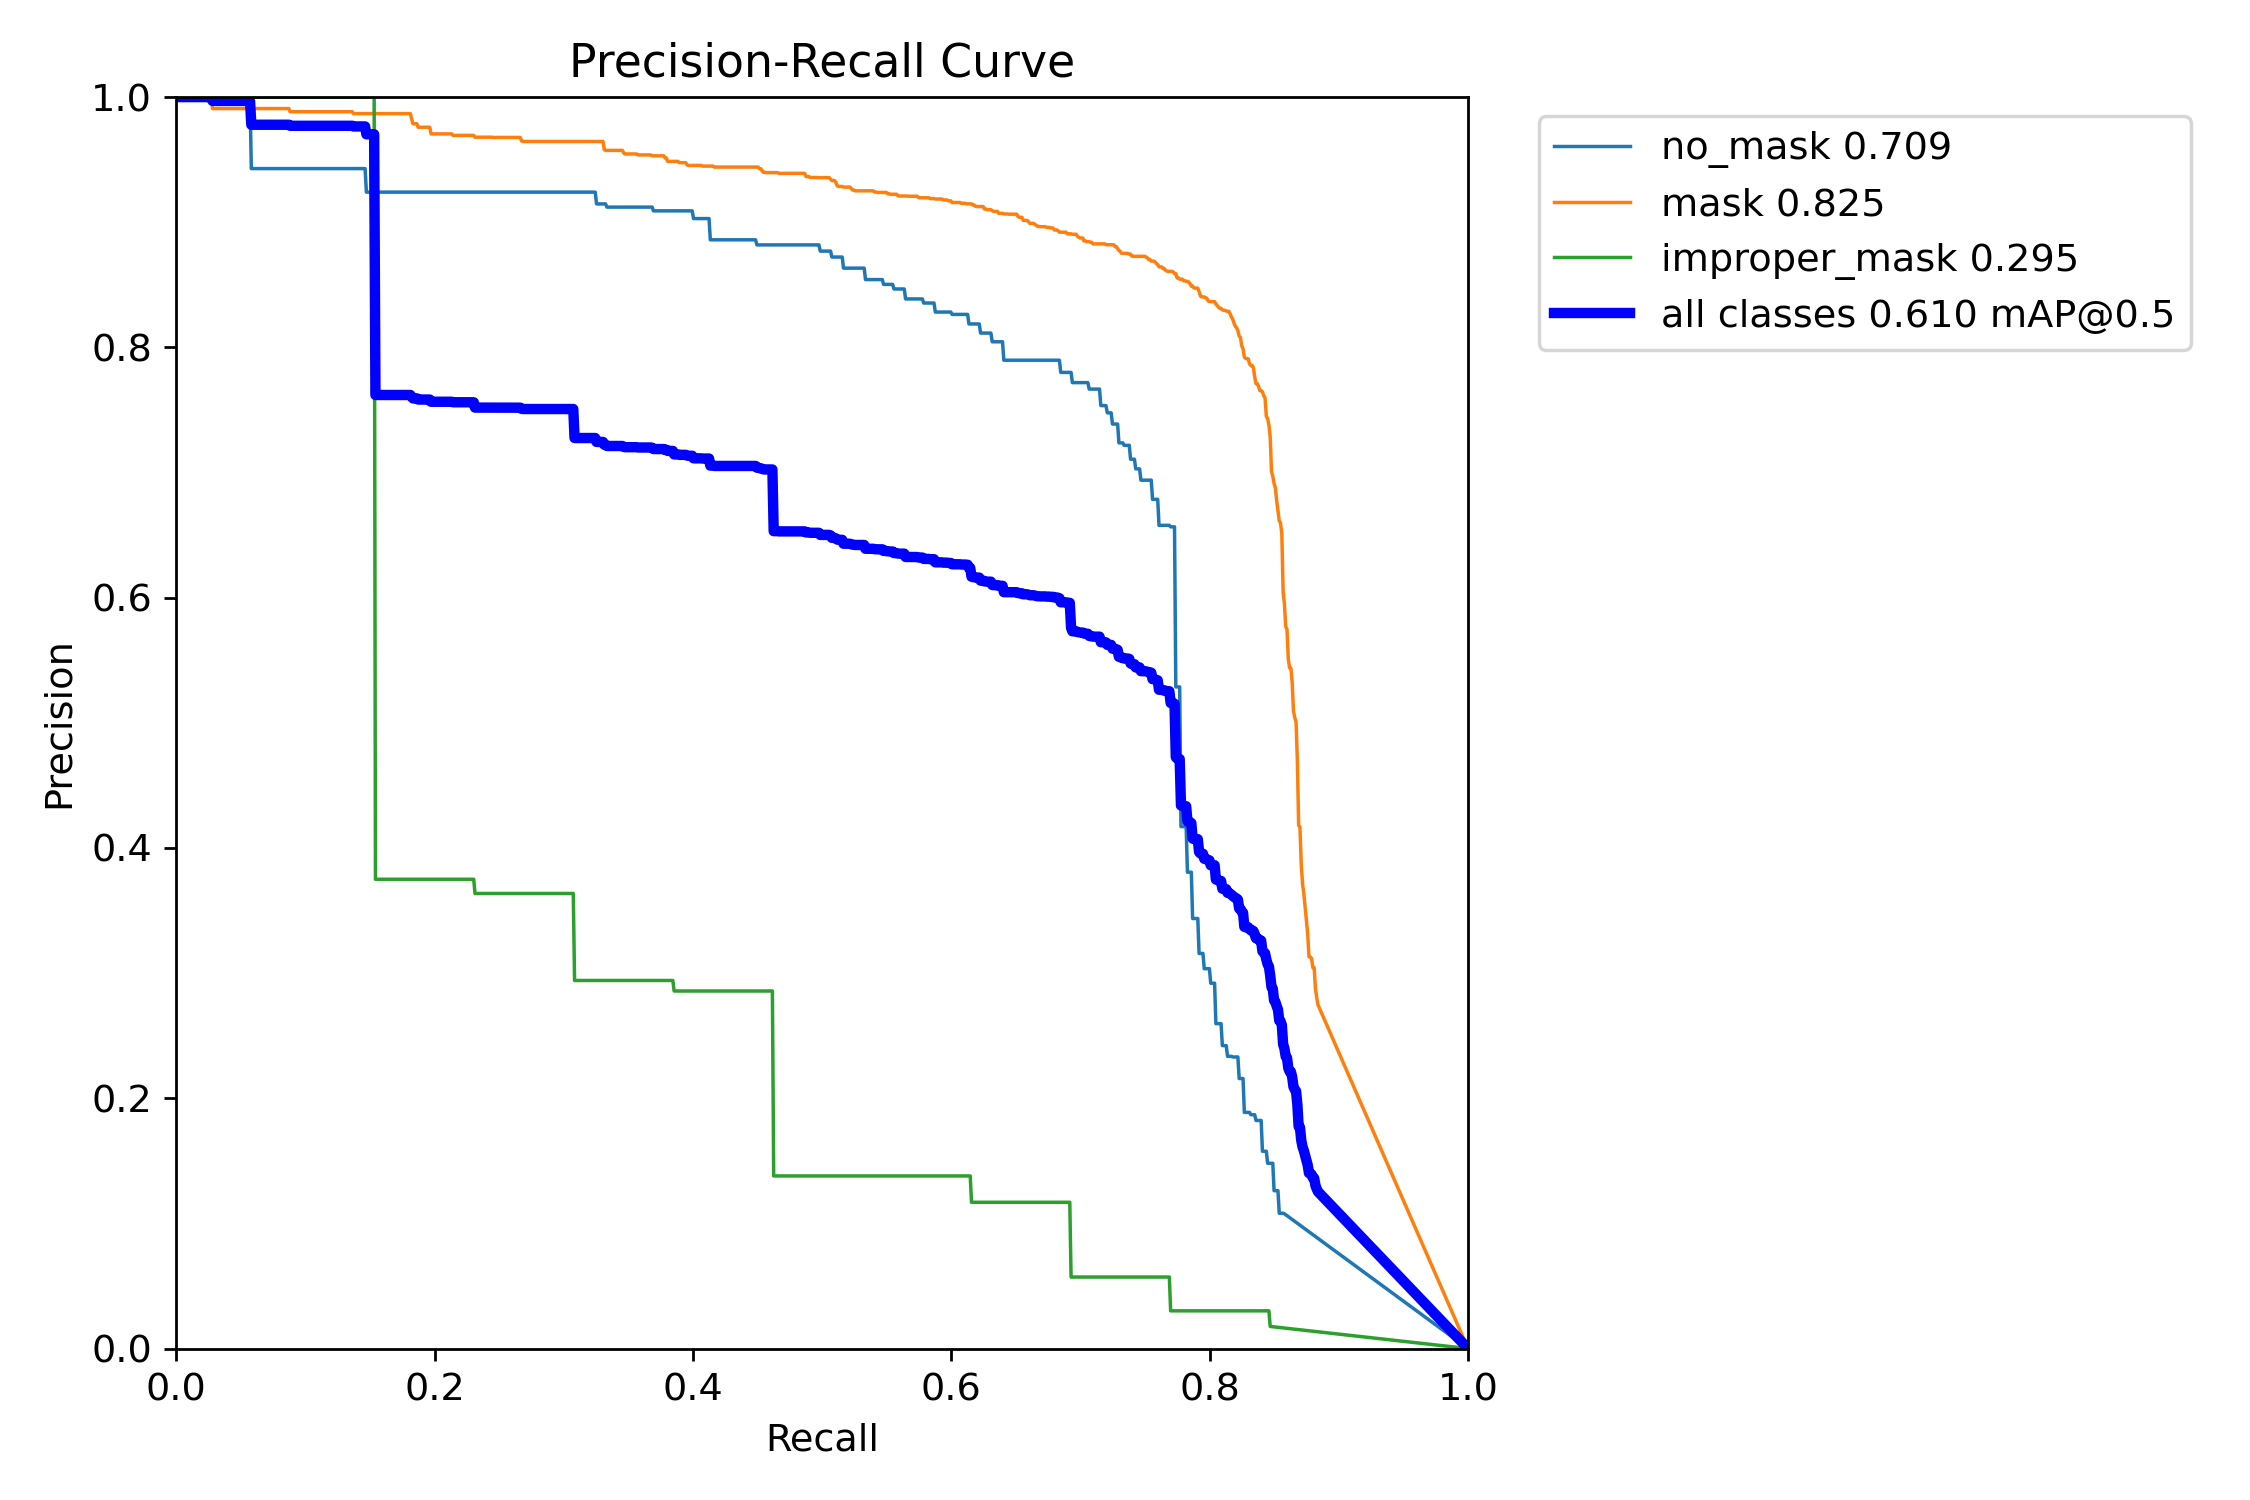 Precision-Recall Curve
1.0
0.8
0.6
0.4
0.2
0.0
Precision
0.0 0.2 0.4 0.6 0.8 1.0
Recall
no_mask 0.709
mask 0.825
improper_mask 0.295
all classes 0.610 mAP@0.5